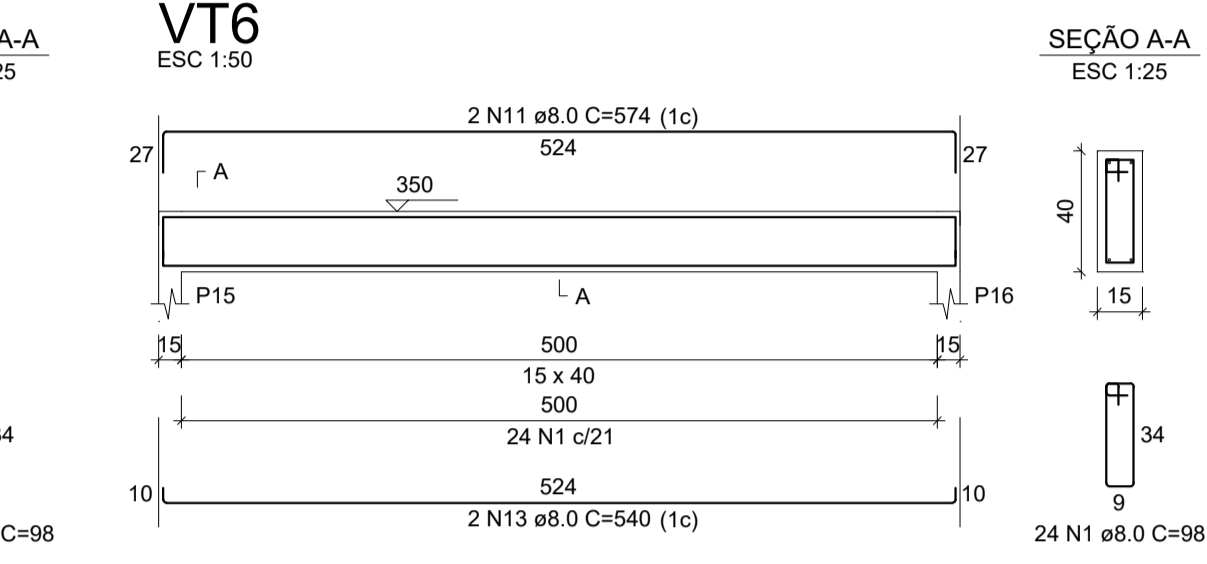 A-A
25
VT6
ESC 1:50
SEÇÃO A-A
ESC 1:25
2 N11 ø8.0 C=574 (1c)
27
524
27
A
350
40
P15
A
P16
15
15
500
15
15 x 40
500
24 N1 c/21
34
34
10
524
10
2 N13 ø8.0 C=540 (1c)
9
C=98
24 N1 ø8.0 C=98